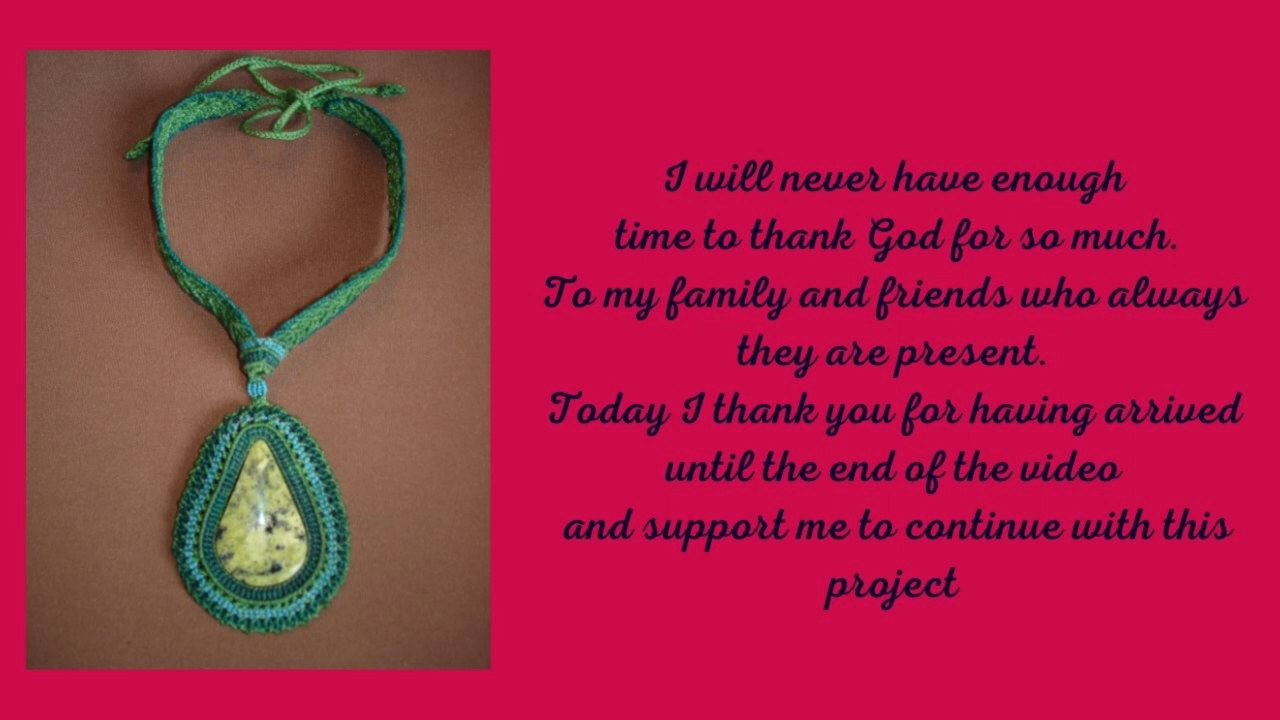 I will never have enough
time to thank God for so much.
To my family and friends who always
they are present.
Today I thank you for having arrived
until the end of the video
and support me to continue with this
project